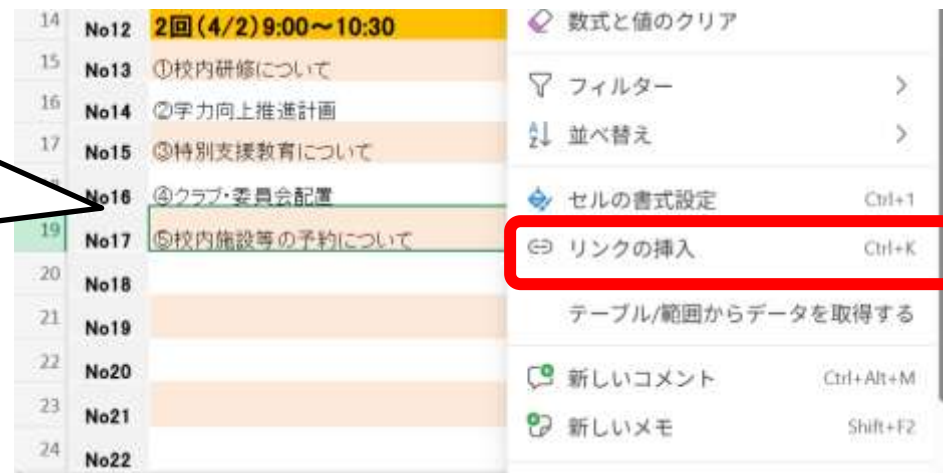 14 No12 2回(4/2)9:00～10:30
15 No13 ①校内研修について
16 No14 ②学力向上推進計画
17 No15 ③特別支援教育について
No16 ④クラブ・委員会配置
19 No17 ⑤校内施設等の予約について
20 No18
21 No19
22 No20
23 No21
24 No22
数式と値のクリア
フィルター >
並べ替え >
セルの書式設定 Ctrl+1
リンクの挿入 Ctrl+K
テーブル/範囲からデータを取得する
新しいコメント Ctrl+Alt+M
新しいメモ Shift+F2